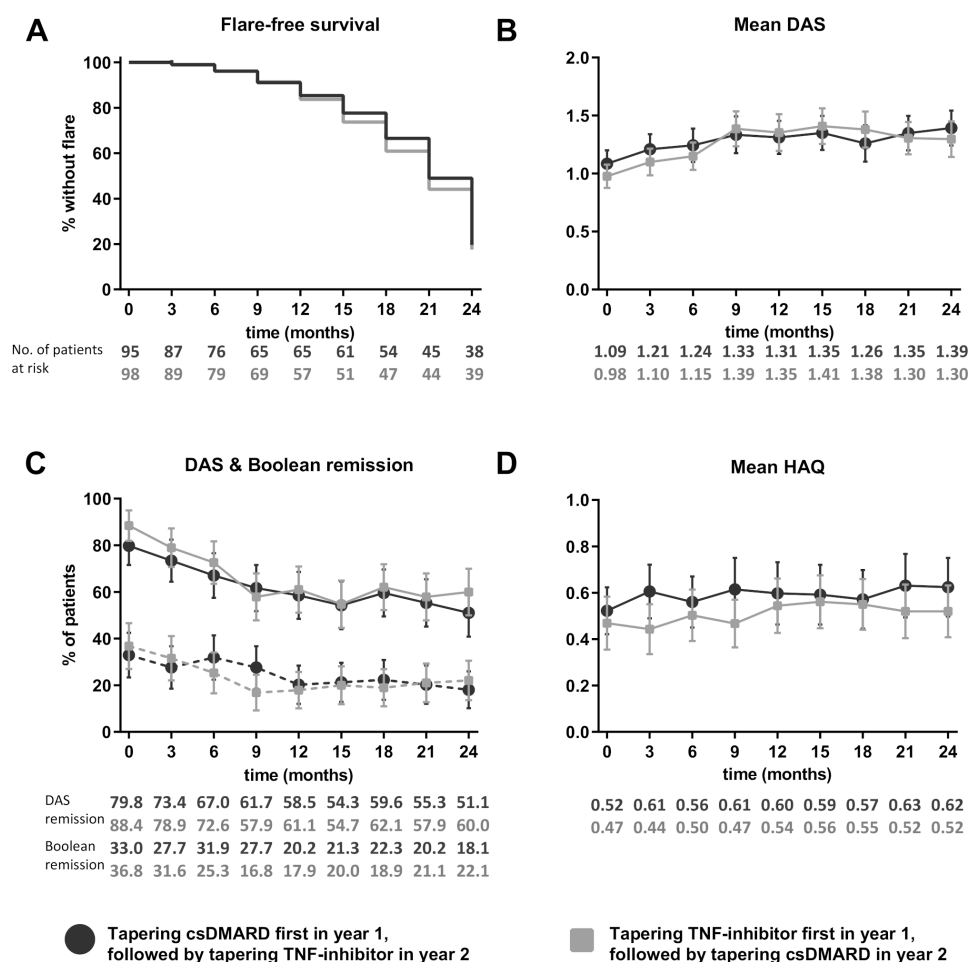 A
Flare-free survival
% without flare
100
80
60
40
20
0
0 3 6 9 12 15 18 21 24
time (months)
No. of patients
at risk
95 87 76 65 65 61 54 45 38
98 89 79 69 57 51 47 44 39
B
Mean DAS
2.0
1.5
1.0
0.5
0.0
0 3 6 9 12 15 18 21 24
time (months)
1.09 1.21 1.24 1.33 1.31 1.35 1.26 1.35 1.39
0.98 1.10 1.15 1.39 1.35 1.41 1.38 1.30 1.30
C
DAS & Boolean remission
% of patients
100
80
60
40
20
0
0 3 6 9 12 15 18 21 24
time (months)
DAS
remission
79.8 73.4 67.0 61.7 58.5 54.3 59.6 55.3 51.1
88.4 78.9 72.6 57.9 61.1 54.7 62.1 57.9 60.0
Boolean
remission
33.0 27.7 31.9 27.7 20.2 21.3 22.3 20.2 18.1
36.8 31.6 25.3 16.8 17.9 20.0 18.9 21.1 22.1
D
Mean HAQ
1.0
0.8
0.6
0.4
0.2
0.0
0 3 6 9 12 15 18 21 24
time (months)
0.52 0.61 0.56 0.61 0.60 0.59 0.57 0.63 0.62
0.47 0.44 0.50 0.47 0.54 0.56 0.55 0.52 0.52
Tapering csDMARD first in year 1,
followed by tapering TNF-inhibitor in year 2
Tapering TNF-inhibitor first in year 1,
followed by tapering csDMARD in year 2